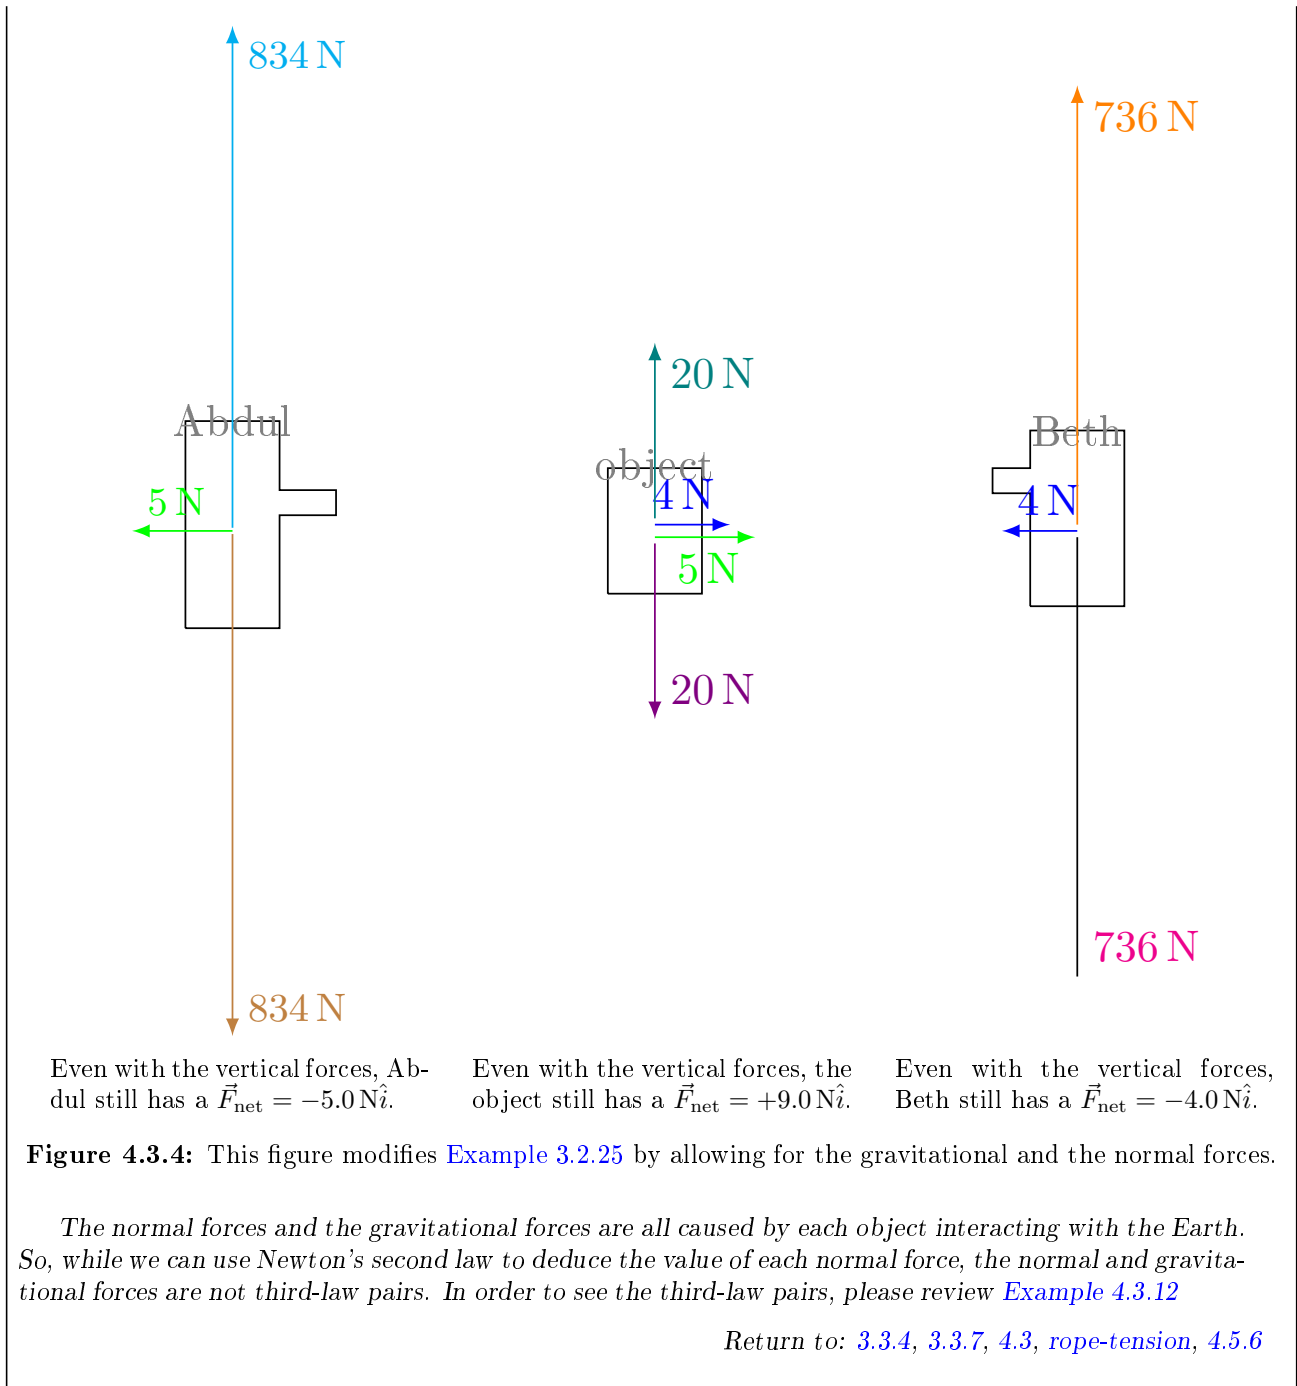 834 N
736 N
20 N
Abdul
Beth
object
5 N
4 N
4 N
5 N
20 N
736 N
834 N
Even with the vertical forces, Ab-
dul still has a F⃗net = −5.0 Nî.
Even with the vertical forces, the
object still has a F⃗net = +9.0 Nî.
Even with the vertical forces,
Beth still has a F⃗net = −4.0 Nî.
Figure 4.3.4: This figure modifies Example 3.2.25 by allowing for the gravitational and the normal forces.
The normal forces and the gravitational forces are all caused by each object interacting with the Earth.
So, while we can use Newton's second law to deduce the value of each normal force, the normal and gravita-
tional forces are not third-law pairs. In order to see the third-law pairs, please review Example 4.3.12
Return to: 3.3.4, 3.3.7, 4.3, rope-tension, 4.5.6